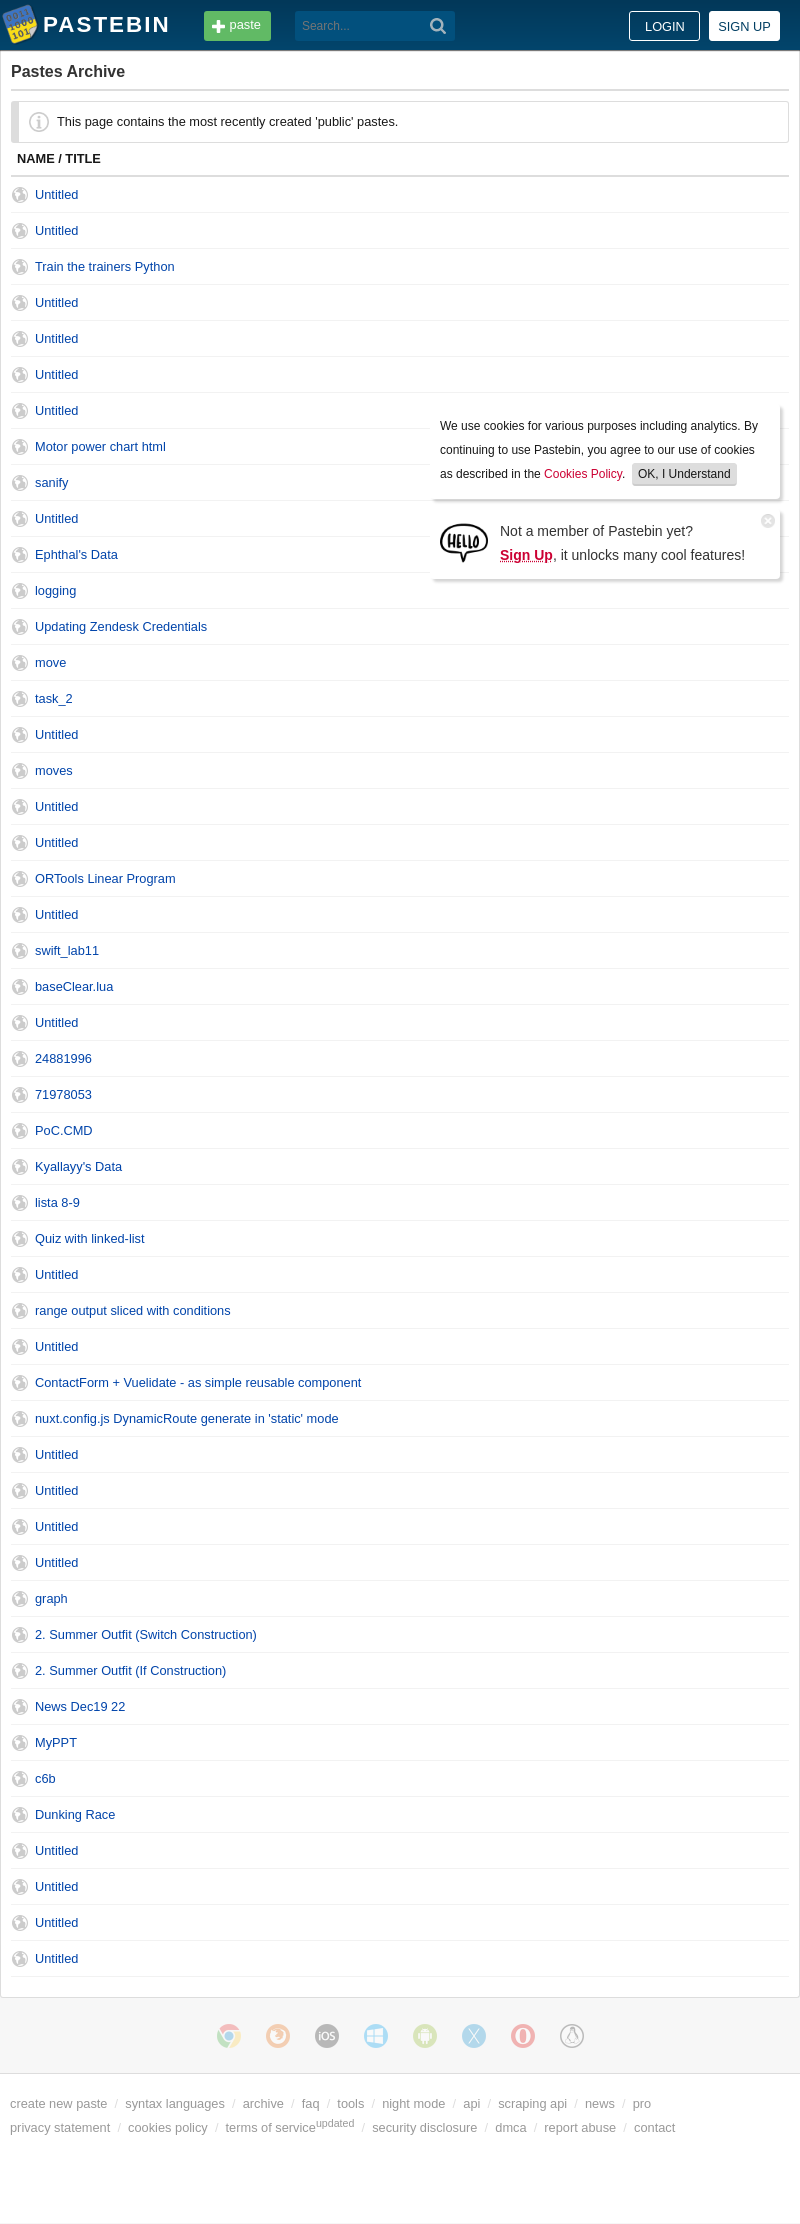 PASTEBIN
paste
Search...
LOGIN
SIGN UP
Pastes Archive
This page contains the most recently created 'public' pastes.
NAME / TITLE
Untitled
Untitled
Train the trainers Python
Untitled
Untitled
Untitled
Untitled
Motor power chart html
sanify
Untitled
Ephthal's Data
logging
We use cookies for various purposes including analytics. By
continuing to use Pastebin, you agree to our use of cookies
as described in the Cookies Policy. OK, I Understand
HELLO
Not a member of Pastebin yet?
Sign Up, it unlocks many cool features!
Updating Zendesk Credentials
move
task_2
Untitled
moves
Untitled
Untitled
ORTools Linear Program
Untitled
swift_lab11
baseClear.lua
Untitled
24881996
71978053
PoC.CMD
Kyallayy's Data
lista 8-9
Quiz with linked-list
Untitled
range output sliced with conditions
Untitled
ContactForm + Vuelidate - as simple reusable component
nuxt.config.js DynamicRoute generate in 'static' mode
Untitled
Untitled
Untitled
Untitled
graph
2. Summer Outfit (Switch Construction)
2. Summer Outfit (If Construction)
News Dec19 22
MyPPT
c6b
Dunking Race
Untitled
Untitled
Untitled
Untitled
iOS
create new paste / syntax languages / archive / faq / tools / night mode / api / scraping api / news / pro
privacy statement / cookies policy / terms of serviceupdated / security disclosure / dmca / report abuse / contact